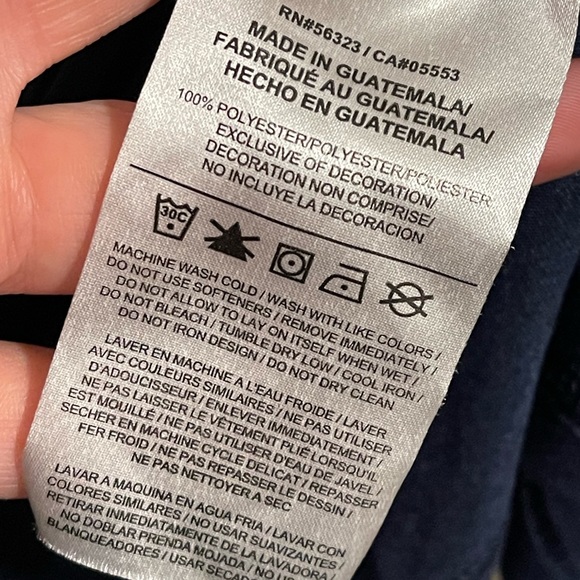 RN#56323 / CA#05553
MADE IN GUATEMALA/
FABRIQUÉ AU GUATEMALA/
HECHO EN GUATEMALA
100% POLYESTER/POLYESTER/POLIESTER
EXCLUSIVE OF DECORATION/
DECORATION NON COMPRISE/
NO INCLUYE LA DECORACION
30C
MACHINE WASH COLD / WASH WITH LIKE COLORS /
DO NOT USE SOFTENERS / REMOVE IMMEDIATELY /
DO NOT ALLOW TO LAY ON ITSELF WHEN WET /
DO NOT BLEACH / TUMBLE DRY LOW / COOL IRON /
DO NOT IRON DESIGN / DO NOT DRY CLEAN
LAVER EN MACHINE A L'EAU FROIDE / LAVER
AVEC COULEURS SIMILAIRES / NE PAS UTILISER
D'ADOUCISSEUR / ENLEVER IMMEDIATEMENT /
NE PAS LAISSER LE VÊTEMENT PLIÉ LORSQU'IL
EST MOUILLÉ / NE PAS UTILISER D'EAU DE JAVEL /
SECHER EN MACHINE CYCLE DELICAT / REPASSER
FER FROID / NE PAS REPASSER LE DESSIN /
NE PAS NETTOYER A SEC
LAVAR A MAQUINA EN AGUA FRIA / LAVAR CON
COLORES SIMILARES / NO USAR SUAVIZANTES /
RETIRAR IMMEDIATAMENTE DE LA LAVADORA /
NO DOBLAR PRENDA MOJADA / NO USAR
BLANQUEADORES / USAR SECAD